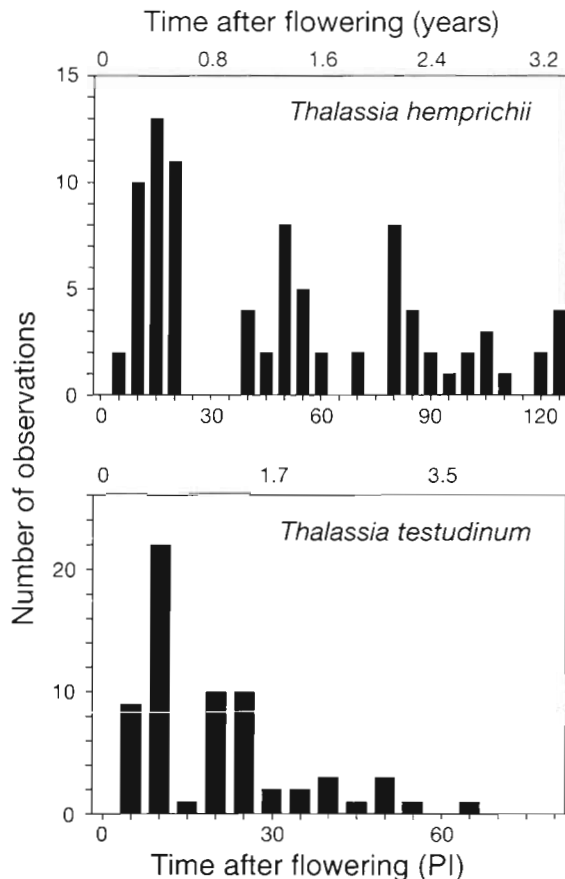 Time after flowering (years)
0 0.8 1.6 2.4 3.2
15
Thalassia hemprichii
10
5
0
0 30 60 90 120
Number of observations
0 1.7 3.5
Thalassia testudinum
20
10
0
0 30 60
Time after flowering (PI)